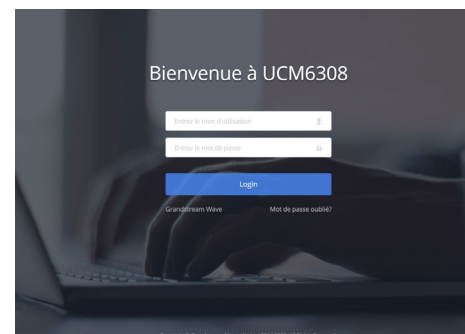 Bienvenue à UCM6308
Entrez le nom d'utilisateur
Entrez le mot de passe
Login
Grandstream Wave Mot de passe oublié?